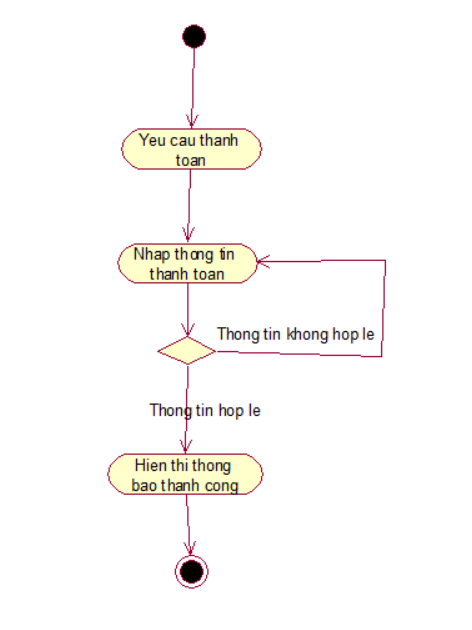 Yeu cau thanh
toan
Nhap thong tin
thanh toan
Thong tin khong hop le
Thong tin hop le
Hien thi thong
bao thanh cong